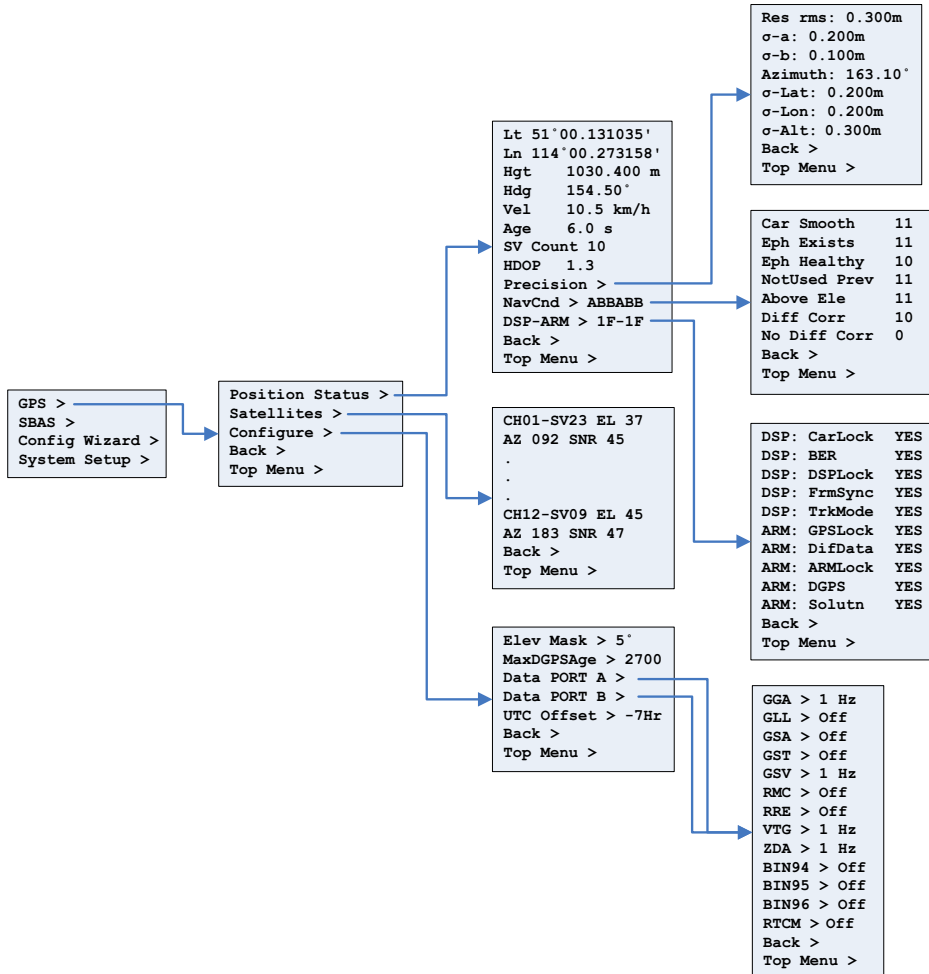 GPS >
SBAS >
Config Wizard >
System Setup >
Position Status >
Satellites >
Configure >
Back >
Top Menu >
Lt 51°00.131035'
Ln 114°00.273158'
Hgt 1030.400 m
Hdg 154.50°
Vel 10.5 km/h
Age 6.0 s
SV Count 10
HDOP 1.3
Precision >
NavCnd > ABBABB
DSP-ARM > 1F-1F
Back >
Top Menu >
CH01-SV23 EL 37
AZ 092 SNR 45
.
.
.
CH12-SV09 EL 45
AZ 183 SNR 47
Back >
Top Menu >
Elev Mask > 5°
MaxDGPSAge > 2700
Data PORT A >
Data PORT B >
UTC Offset > -7Hr
Back >
Top Menu >
Res rms: 0.300m
σ-a: 0.200m
σ-b: 0.100m
Azimuth: 163.10°
σ-Lat: 0.200m
σ-Lon: 0.200m
σ-Alt: 0.300m
Back >
Top Menu >
Car Smooth 11
Eph Exists 11
Eph Healthy 10
NotUsed Prev 11
Above Ele 11
Diff Corr 10
No Diff Corr 0
Back >
Top Menu >
DSP: CarLock YES
DSP: BER YES
DSP: DSPLock YES
DSP: FrmSync YES
DSP: TrkMode YES
ARM: GPSLock YES
ARM: DifData YES
ARM: ARMLock YES
ARM: DGPS YES
ARM: Solutn YES
Back >
Top Menu >
GGA > 1 Hz
GLL > Off
GSA > Off
GST > Off
GSV > 1 Hz
RMC > Off
RRE > Off
VTG > 1 Hz
ZDA > 1 Hz
BIN94 > Off
BIN95 > Off
BIN96 > Off
RTCM > Off
Back >
Top Menu >